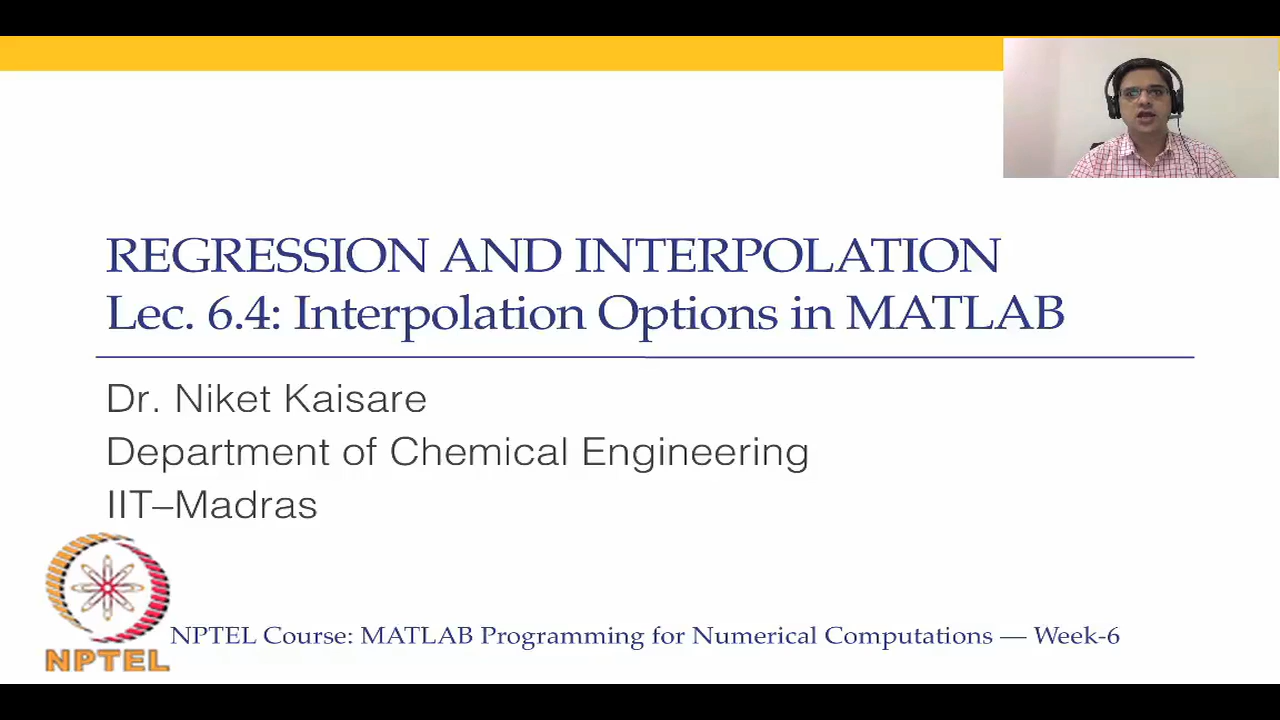 REGRESSION AND INTERPOLATION
Lec. 6.4: Interpolation Options in MATLAB
Dr. Niket Kaisare
Department of Chemical Engineering
IIT–Madras
NPTEL Course: MATLAB Programming for Numerical Computations — Week-6
NPTEL